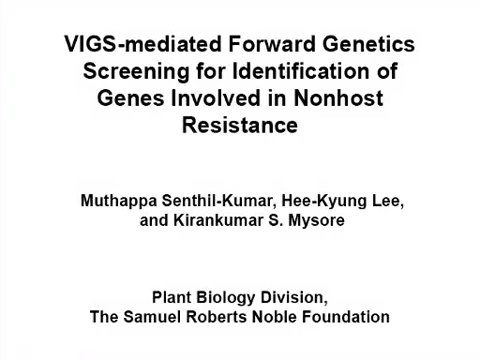 VIGS-mediated Forward Genetics
Screening for Identification of
Genes Involved in Nonhost
Resistance
Muthappa Senthil-Kumar, Hee-Kyung Lee,
and Kirankumar S. Mysore
Plant Biology Division,
The Samuel Roberts Noble Foundation